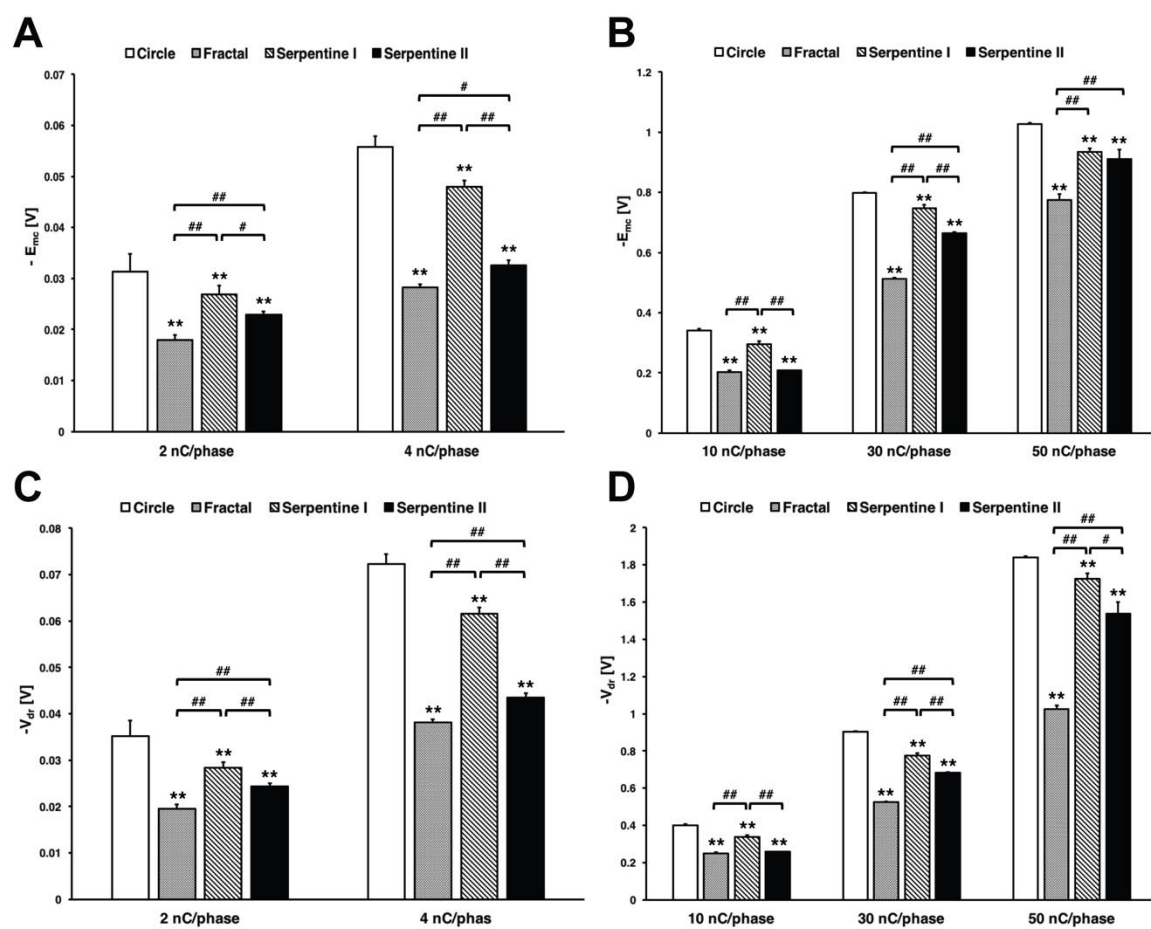 A
Circle Fractal Serpentine I Serpentine II
0.07
0.06
0.05
0.04
0.03
0.02
0.01
0
- Emc [V]
## ## # ** ** **
# ## ## ** ** **
2 nC/phase 4 nC/phase
B
Circle Fractal Serpentine I Serpentine II
1.2
1
0.8
0.6
0.4
0.2
0
-Emc [V]
## ## ** ** **
## ## ## ** ** **
## ## ** ** **
10 nC/phase 30 nC/phase 50 nC/phase
C
Circle Fractal Serpentine I Serpentine II
0.08
0.07
0.06
0.05
0.04
0.03
0.02
0.01
0
-Vdr [V]
## ## ## ** ** **
## ## ## ** ** **
2 nC/phase 4 nC/phas
D
Circle Fractal Serpentine I Serpentine II
2
1.8
1.6
1.4
1.2
1
0.8
0.6
0.4
0.2
0
-Vdr [V]
## ## ** ** **
## ## ## ** ** **
## ## # ** ** **
10 nC/phase 30 nC/phase 50 nC/phase